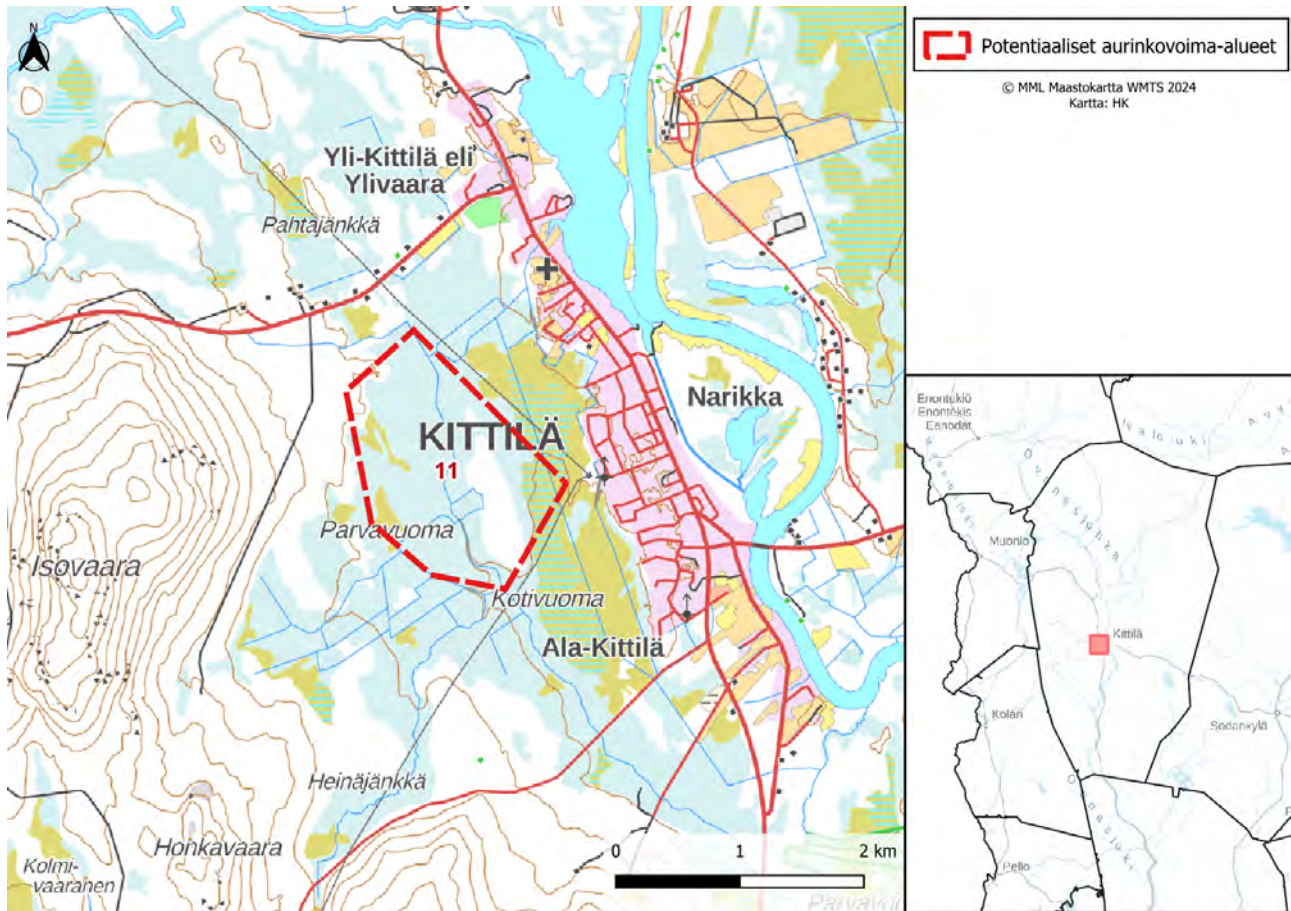 N
Yli-Kittilä eli
Ylivaara
Pahtajänkkä
Narikka
KITTILÄ
11
Parvavuoma
Isovaara
Kotivuoma
Ala-Kittilä
Heinäjänkkä
Honkavaara
Kolmi-
vaaranen
0 1 2 km
Potentiaaliset aurinkovoima-alueet
© MML Maastokartta WMTS 2024
Kartta: HK
Enontekiö
Enontekis
Eanodat
Muonio
Kittilä
Kolari
Sodankylä
Pello